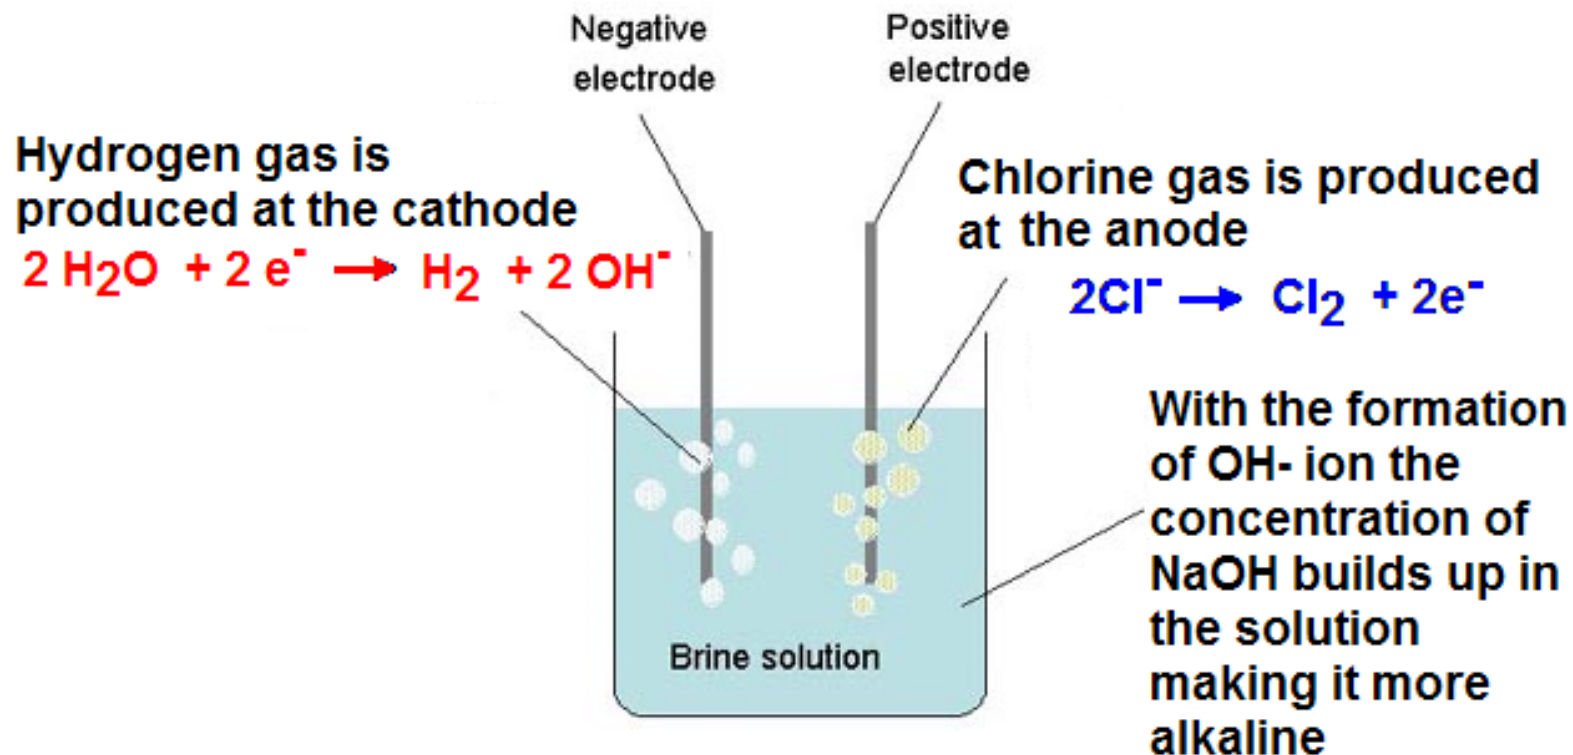 Negative
electrode
Positive
electrode
Hydrogen gas is
produced at the cathode
2 H₂O + 2 e⁻ → H₂ + 2 OH⁻
Chlorine gas is produced
at the anode
2Cl⁻ → Cl₂ + 2e⁻
With the formation
of OH- ion the
concentration of
NaOH builds up in
the solution
making it more
alkaline
Brine solution